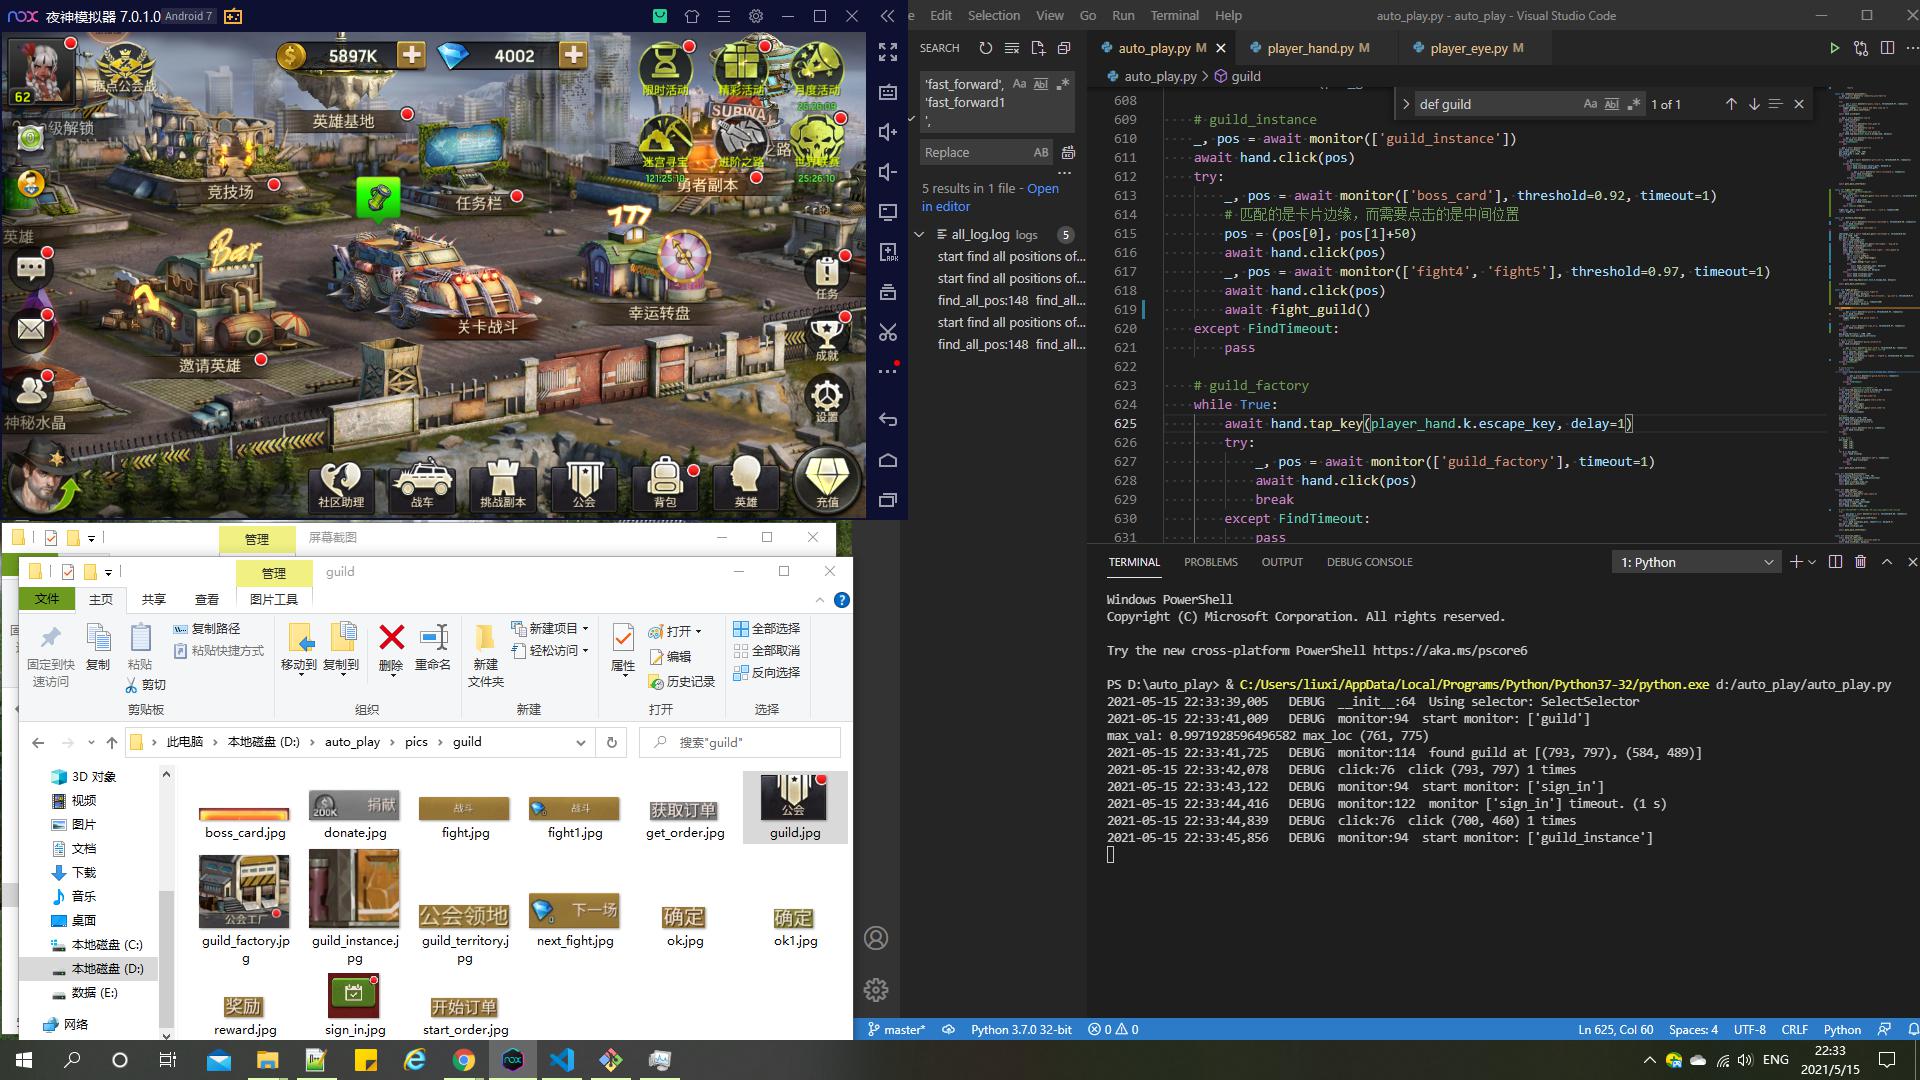 nox 夜神模拟器 7.0.1.0 Android 7
62
据点公会战
5897K
4002
限时活动
精彩活动
月度活动
26:26:09
SUBWAY
迷宫寻宝
121:25:10
进阶之路
世界联赛
25:26:10
英雄基地
级解锁
竞技场
任务栏
勇者副本
英雄
777
Bar
关卡战斗
幸运转盘
邀请英雄
任务
成就
设置
神秘水晶
社区助理
战车
挑战副本
公会
背包
英雄
充值
管理
屏幕截图
管理
guild
文件
主页
共享
查看
图片工具
固定到快
速访问
复制
粘贴
复制路径
粘贴快捷方式
剪切
移动到
复制到
删除
重命名
新建
文件夹
新建项目
轻松访问
属性
打开
编辑
历史记录
全部选择
全部取消
反向选择
剪贴板
组织
新建
打开
选择
此电脑
本地磁盘 (D:)
auto_play
pics
guild
搜索"guild"
3D 对象
视频
图片
文档
下载
音乐
桌面
本地磁盘 (C:)
本地磁盘 (D:)
数据 (E:)
网络
200K 捐献
战斗
战斗
获取订单
公会
boss_card.jpg
donate.jpg
fight.jpg
fight1.jpg
get_order.jpg
guild.jpg
公会工厂
公会领地
下一场
确定
确定
guild_factory.jp
g
guild_instance.j
pg
guild_territory.j
pg
next_fight.jpg
ok.jpg
ok1.jpg
奖励
开始订单
reward.jpg
sign_in.jpg
start_order.jpg
e Edit Selection View Go Run Terminal Help
auto_play.py - auto_play - Visual Studio Code
SEARCH
'fast_forward',
'fast_forward1
',
Replace
5 results in 1 file - Open
in editor
all_log.log logs 5
start find all positions of...
start find all positions of...
find_all_pos:148 find_all...
start find all positions of...
find_all_pos:148 find_all...
auto_play.py M
player_hand.py M
player_eye.py M
auto_play.py > guild
def guild
1 of 1
608
609 # guild_instance
610 _, pos = await monitor(['guild_instance'])
611 await hand.click(pos)
612 try:
613 _, pos = await monitor(['boss_card'], threshold=0.92, timeout=1)
614 # 匹配的是卡片边缘，而需要点击的是中间位置
615 pos = (pos[0], pos[1]+50)
616 await hand.click(pos)
617 _, pos = await monitor(['fight4', 'fight5'], threshold=0.97, timeout=1)
618 await hand.click(pos)
619 await fight_guild()
620 except FindTimeout:
621 pass
622
623 # guild_factory
624 while True:
625 await hand.tap_key(player_hand.k.escape_key, delay=1)
626 try:
627 _, pos = await monitor(['guild_factory'], timeout=1)
628 await hand.click(pos)
629 break
630 except FindTimeout:
631 pass
TERMINAL PROBLEMS OUTPUT DEBUG CONSOLE
1: Python
Windows PowerShell
Copyright (C) Microsoft Corporation. All rights reserved.
Try the new cross-platform PowerShell https://aka.ms/pscore6
PS D:\auto_play> & C:/Users/liuxi/AppData/Local/Programs/Python/Python37-32/python.exe d:/auto_play/auto_play.py
2021-05-15 22:33:39,005 DEBUG __init__:64 Using selector: SelectSelector
2021-05-15 22:33:41,009 DEBUG monitor:94 start monitor: ['guild']
max_val: 0.9971928596496582 max_loc (761, 775)
2021-05-15 22:33:41,725 DEBUG monitor:114 found guild at [(793, 797), (584, 489)]
2021-05-15 22:33:42,078 DEBUG click:76 click (793, 797) 1 times
2021-05-15 22:33:43,122 DEBUG monitor:94 start monitor: ['sign_in']
2021-05-15 22:33:44,416 DEBUG monitor:122 monitor ['sign_in'] timeout. (1 s)
2021-05-15 22:33:44,839 DEBUG click:76 click (700, 460) 1 times
2021-05-15 22:33:45,856 DEBUG monitor:94 start monitor: ['guild_instance']
master*
Python 3.7.0 32-bit
0 0
Ln 625, Col 60
Spaces: 4
UTF-8
CRLF
Python
ENG
22:33
2021/5/15